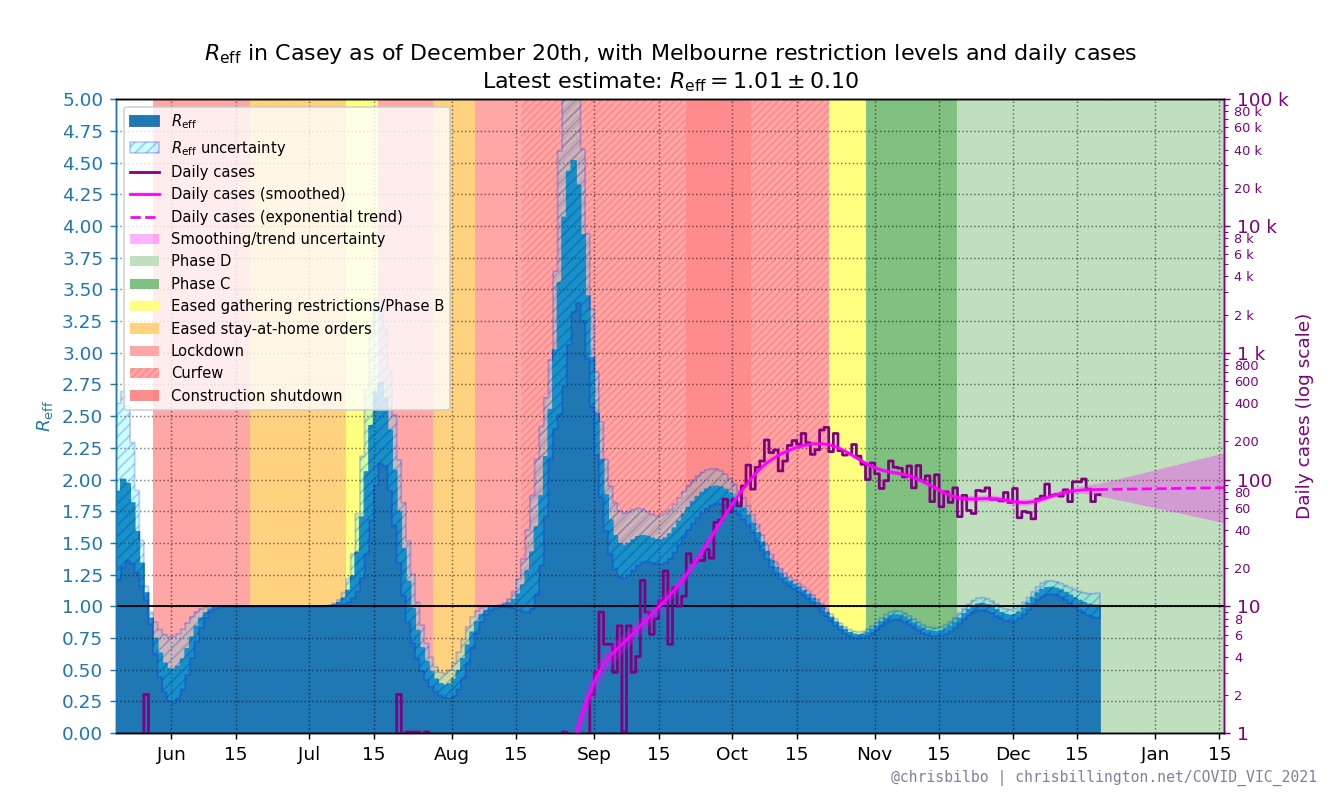 Reff in Casey as of December 20th, with Melbourne restriction levels and daily cases
Latest estimate: Reff = 1.01 ± 0.10
5.00
4.75
4.50
4.25
4.00
3.75
3.50
3.25
3.00
2.75
2.50
2.25
2.00
1.75
1.50
1.25
1.00
0.75
0.50
0.25
0.00
Reff
Reff
Reff uncertainty
Daily cases
Daily cases (smoothed)
Daily cases (exponential trend)
Smoothing/trend uncertainty
Phase D
Phase C
Eased gathering restrictions/Phase B
Eased stay-at-home orders
Lockdown
Curfew
Construction shutdown
100 k
80 k
60 k
40 k
20 k
10 k
8 k
6 k
4 k
2 k
1 k
800
600
400
200
100
80
60
40
20
10
8
6
4
2
1
Daily cases (log scale)
Jun 15 Jul 15 Aug 15 Sep 15 Oct 15 Nov 15 Dec 15 Jan 15
@chrisbilbo | chrisbillington.net/COVID_VIC_2021